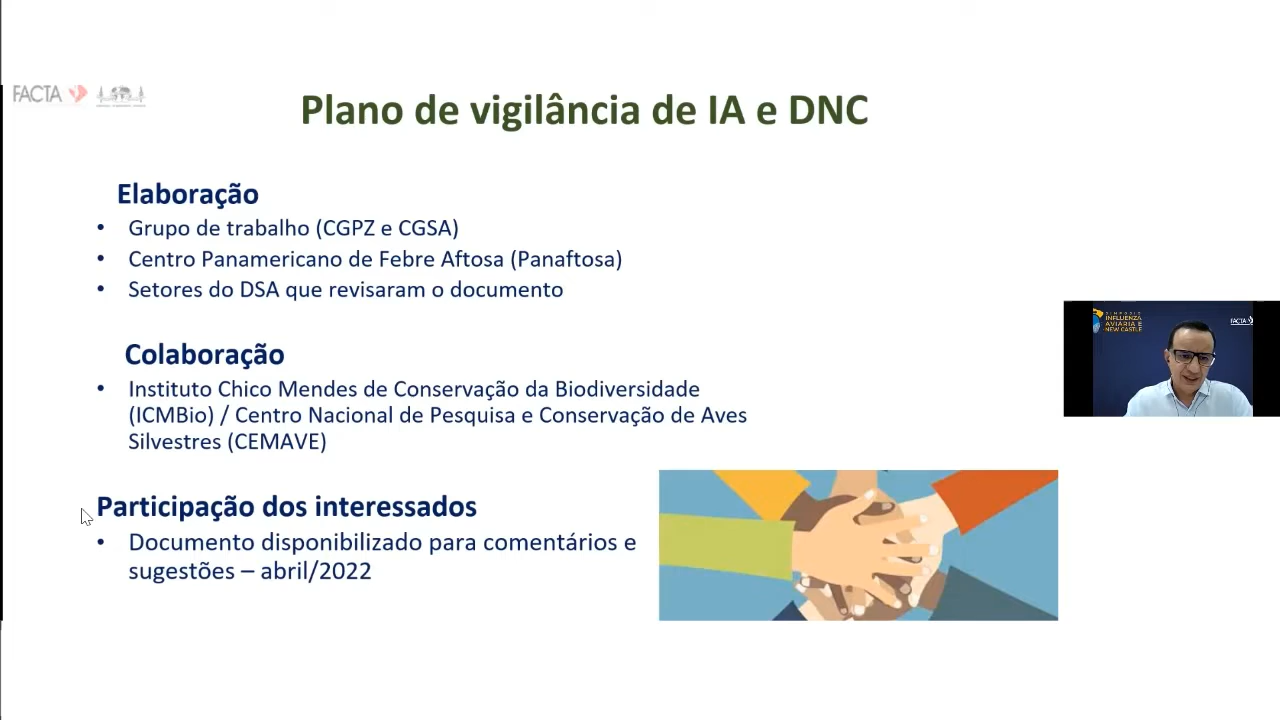 FACTA
Plano de vigilância de IA e DNC
Elaboração
• Grupo de trabalho (CGPZ e CGSA)
• Centro Panamericano de Febre Aftosa (Panaftosa)
• Setores do DSA que revisaram o documento
Colaboração
• Instituto Chico Mendes de Conservação da Biodiversidade
(ICMBio) / Centro Nacional de Pesquisa e Conservação de Aves
Silvestres (CEMAVE)
Participação dos interessados
• Documento disponibilizado para comentários e
sugestões – abril/2022
SIMPÓSIO
INFLUENZA
AVIÁRIA E
NEW CASTLE
FACTA